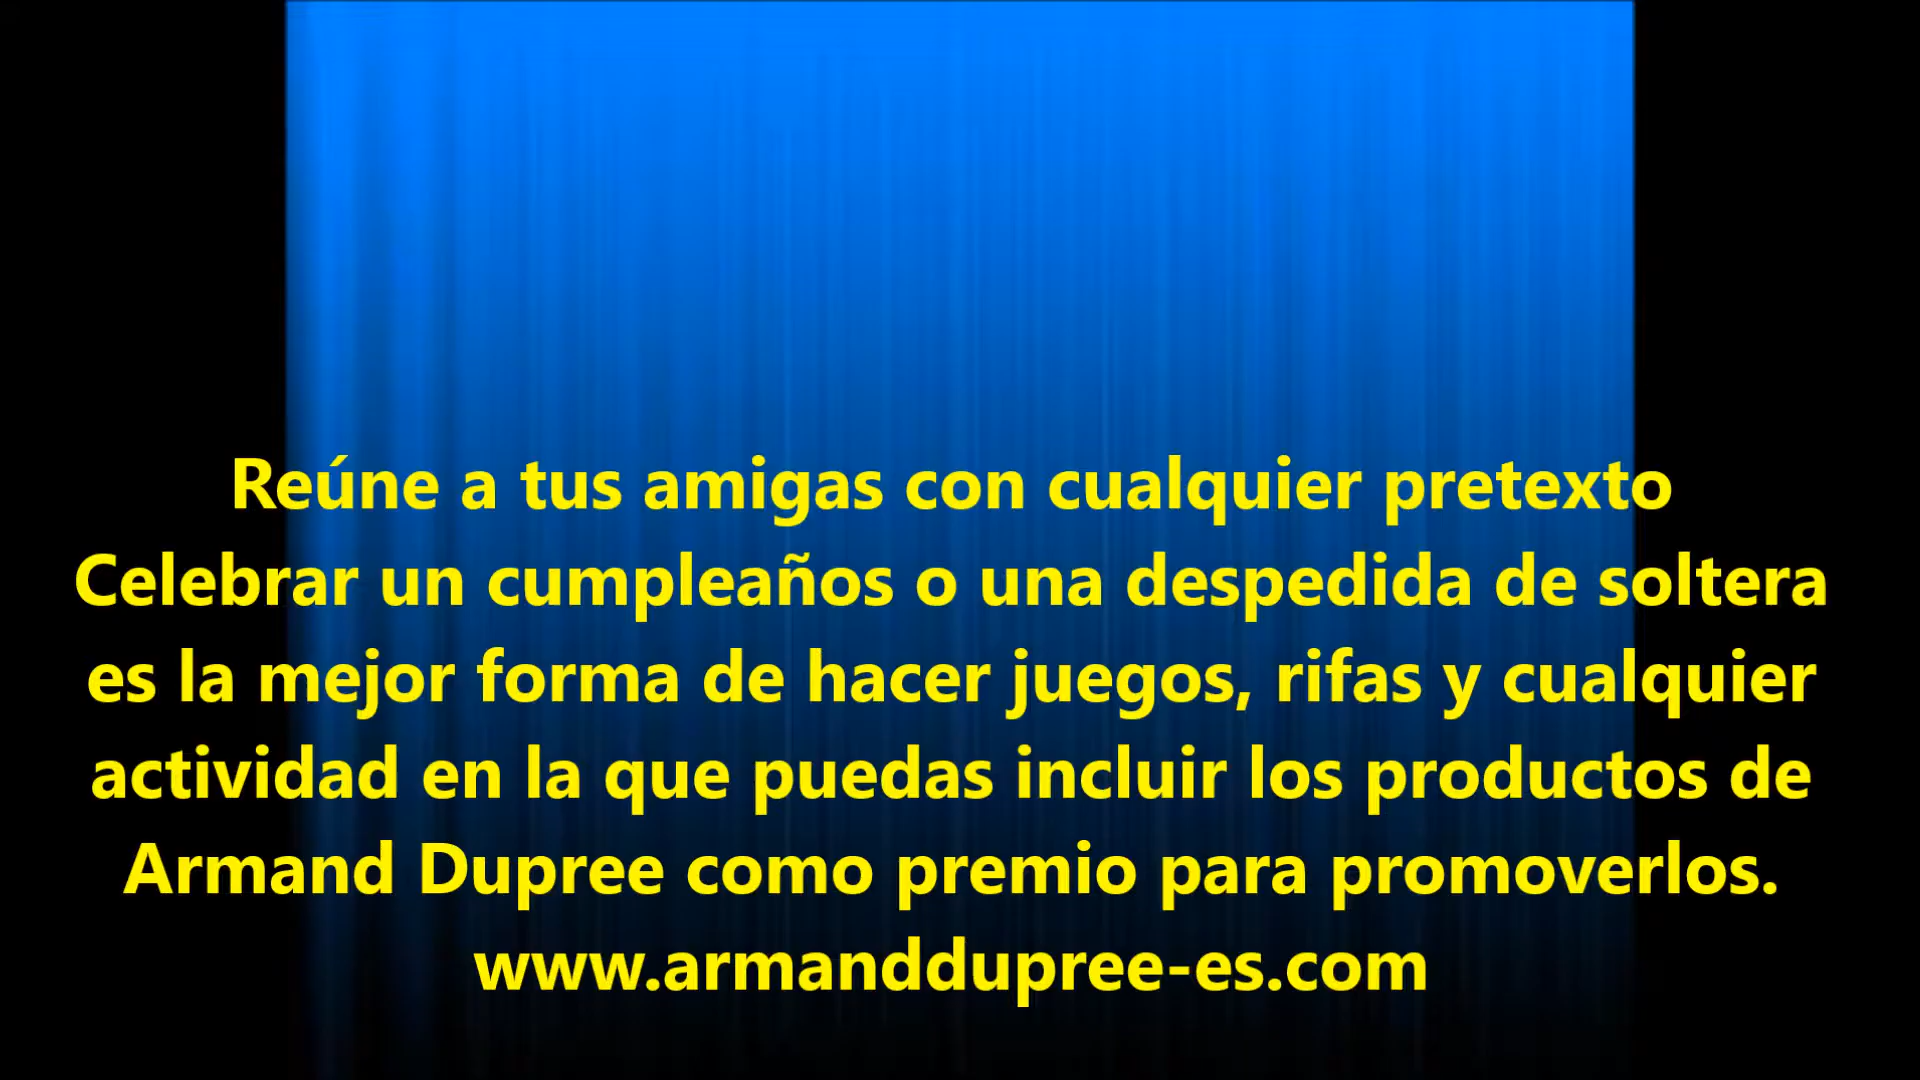 Reúne a tus amigas con cualquier pretexto
Celebrar un cumpleaños o una despedida de soltera
es la mejor forma de hacer juegos, rifas y cualquier
actividad en la que puedas incluir los productos de
Armand Dupree como premio para promoverlos.
www.armanddupree-es.com